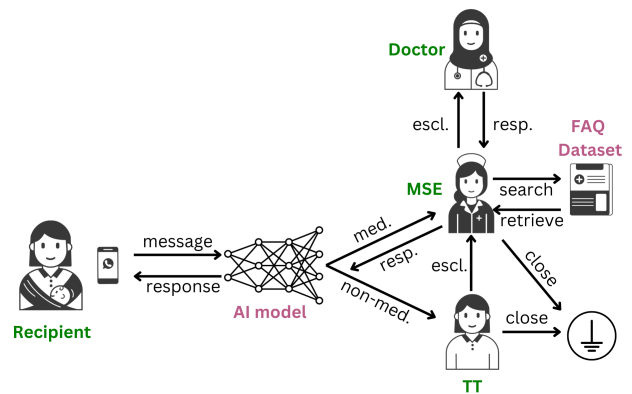 Doctor
escl.
resp.
FAQ
Dataset
MSE
search
retrieve
message
response
med.
resp.
non-med.
escl.
close
close
AI model
Recipient
TT